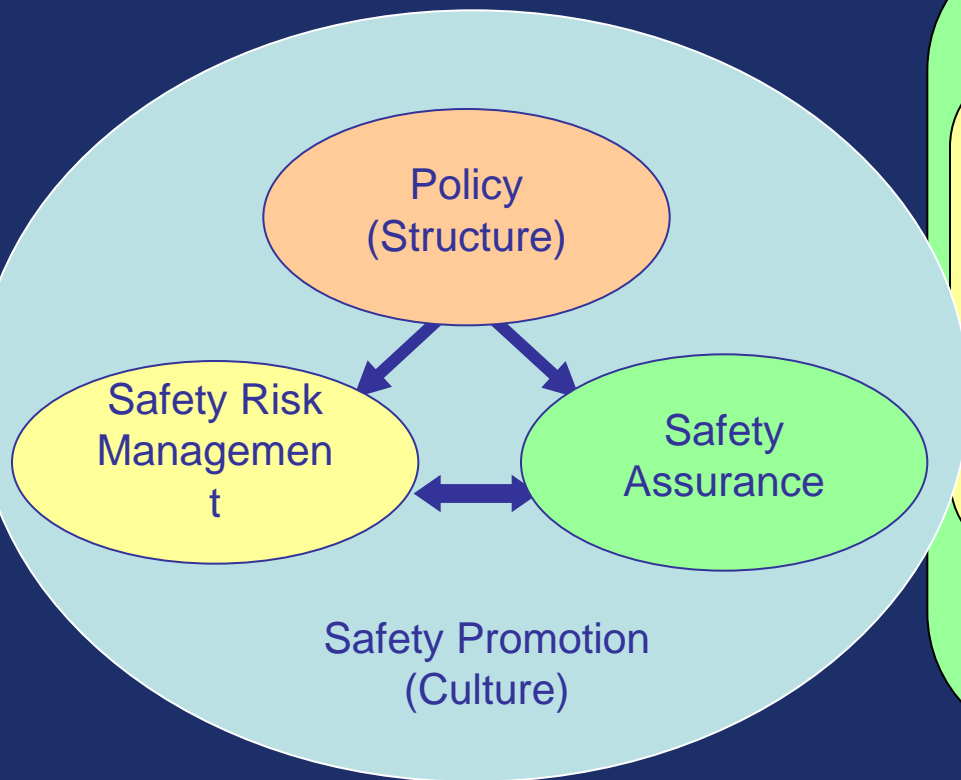 Policy
(Structure)
Safety Risk
Managemen
t
Safety
Assurance
Safety Promotion
(Culture)